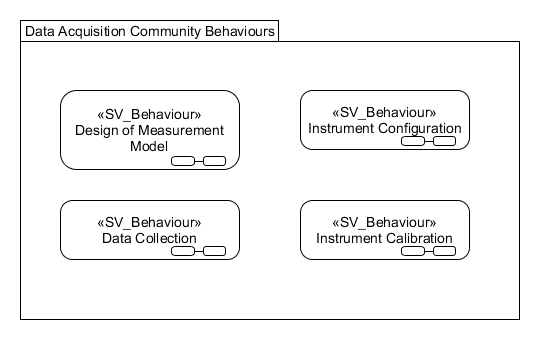 Data Acquisition Community Behaviours
«SV_Behaviour»
Design of Measurement
Model
«SV_Behaviour»
Instrument Configuration
«SV_Behaviour»
Data Collection
«SV_Behaviour»
Instrument Calibration